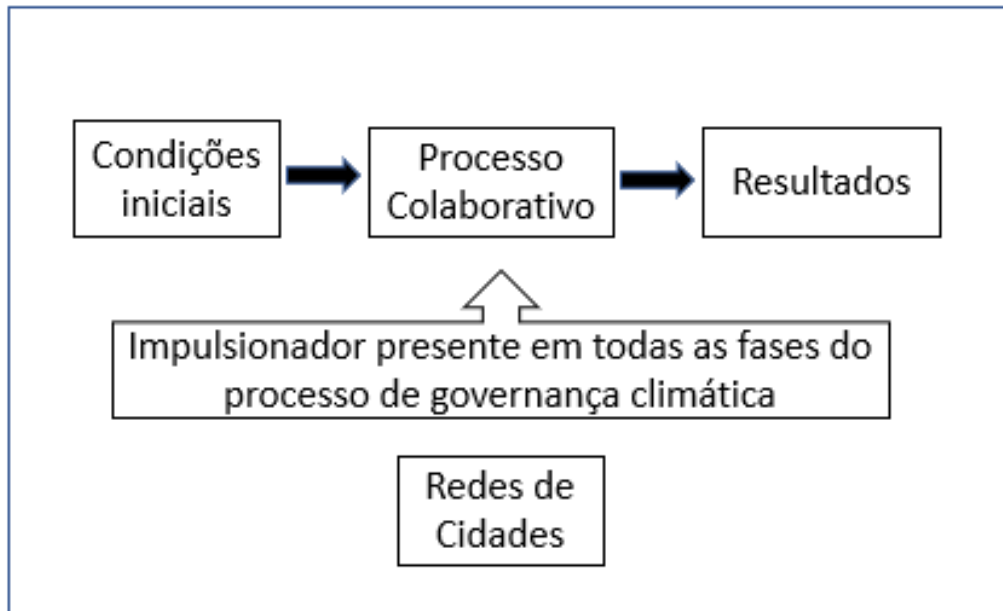 Condições
iniciais
Processo
Colaborativo
Resultados
Impulsionador presente em todas as fases do
processo de governança climática
Redes de
Cidades